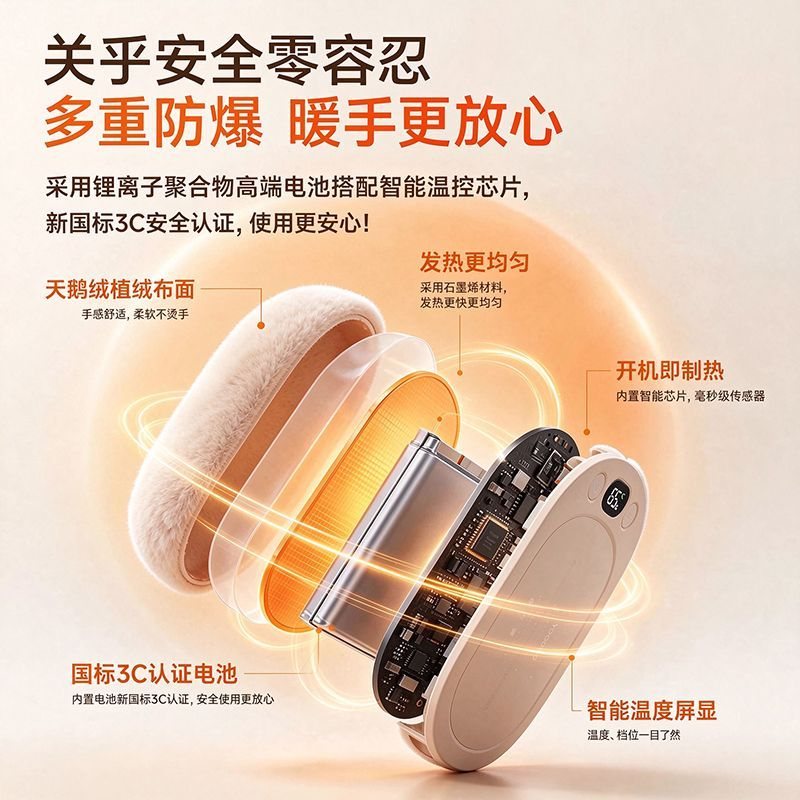 关乎安全零容忍
多重防爆 暖手更放心
采用锂离子聚合物高端电池搭配智能温控芯片，
新国标3C安全认证，使用更安心！
发热更均匀
采用石墨烯材料，
发热更快更均匀
天鹅绒植绒布面
手感舒适，柔软不烫手
开机即制热
内置智能芯片，毫秒级传感器
国标3C认证电池
内置电池新国标3C认证，安全使用更放心
智能温度屏显
温度、档位一目了然